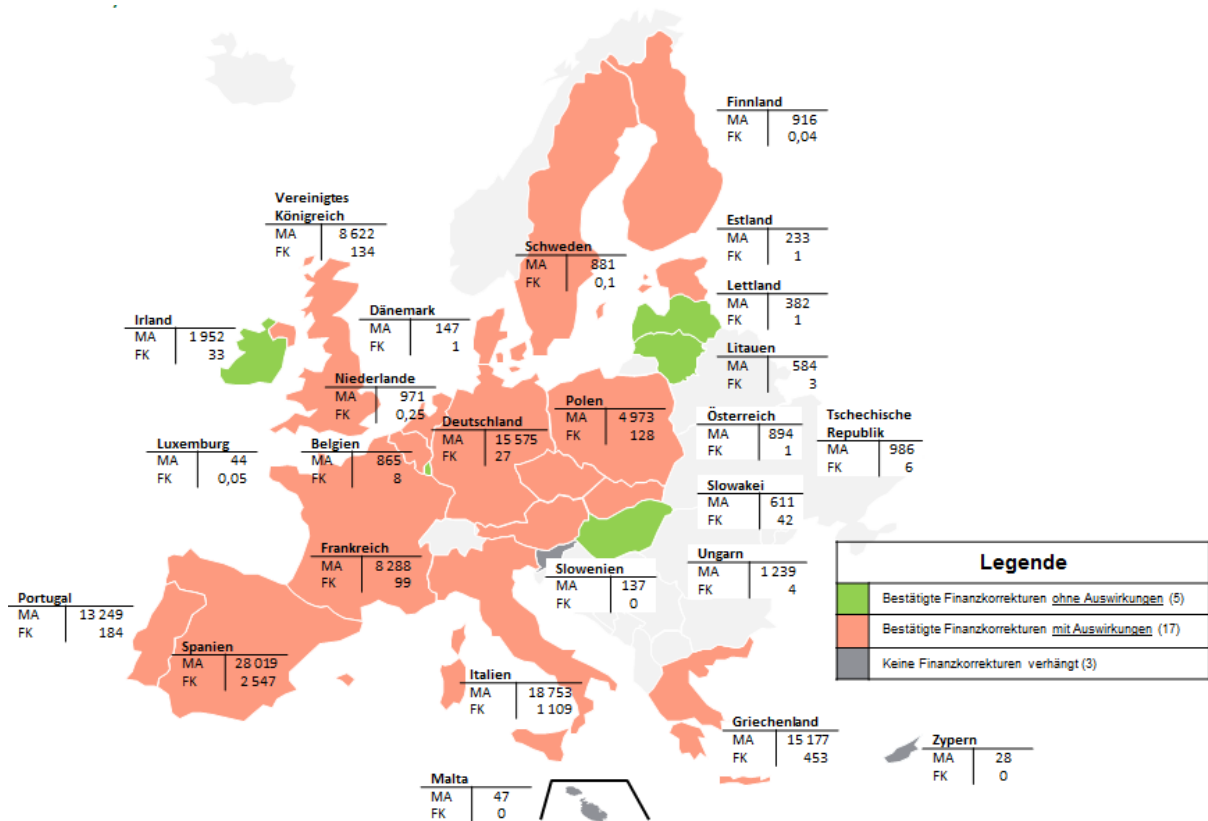 Finnland
MA 916
FK 0,04
Vereinigtes
Königreich
MA 8 622
FK 134
Estland
MA 233
FK 1
Schweden
MA 881
FK 0,1
Lettland
MA 382
FK 1
Dänemark
MA 147
FK 1
Irland
MA 1 952
FK 33
Litauen
MA 584
FK 3
Niederlande
MA 971
FK 0,25
Polen
MA 4 973
FK 128
Deutschland
MA 15 575
FK 27
Österreich
MA 894
FK 1
Tschechische
Republik
MA 986
FK 6
Luxemburg
MA 44
FK 0,05
Belgien
MA 865
FK 8
Slowakei
MA 611
FK 42
Frankreich
MA 8 288
FK 99
Slowenien
MA 137
FK 0
Ungarn
MA 1 239
FK 4
Portugal
MA 13 249
FK 184
Spanien
MA 28 019
FK 2 547
Italien
MA 18 753
FK 1 109
Griechenland
MA 15 177
FK 453
Zypern
MA 28
FK 0
Malta
MA 47
FK 0
Legende
Bestätigte Finanzkorrekturen ohne Auswirkungen (5)
Bestätigte Finanzkorrekturen mit Auswirkungen (17)
Keine Finanzkorrekturen verhängt (3)